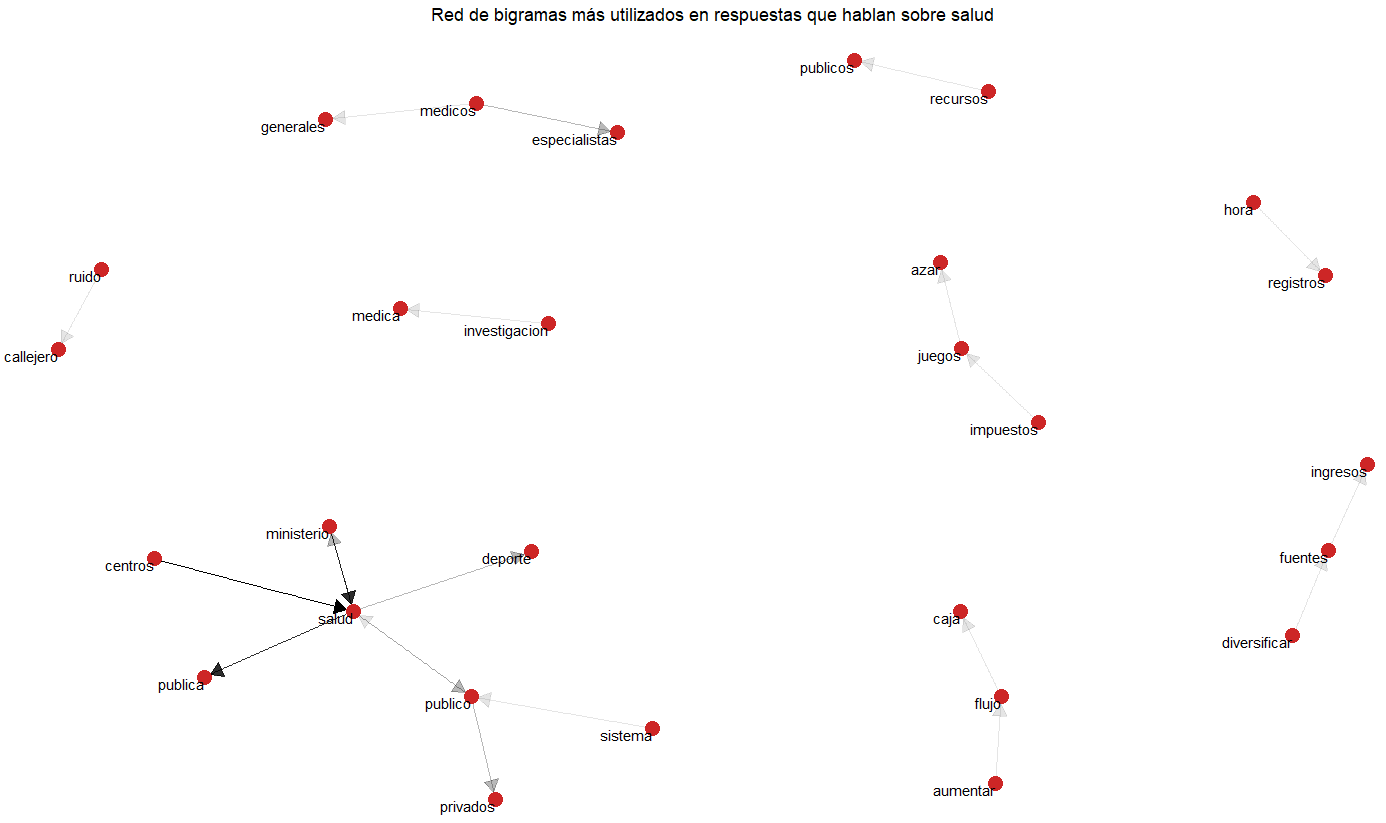 Red de bigramas más utilizados en respuestas que hablan sobre salud
publicos
recursos
medicos
generales
especialistas
hora
registros
ruido
callejero
azar
medica
investigacion
juegos
impuestos
ingresos
ministerio
deporte
centros
fuentes
salud
caja
diversificar
publica
publico
flujo
sistema
aumentar
privados